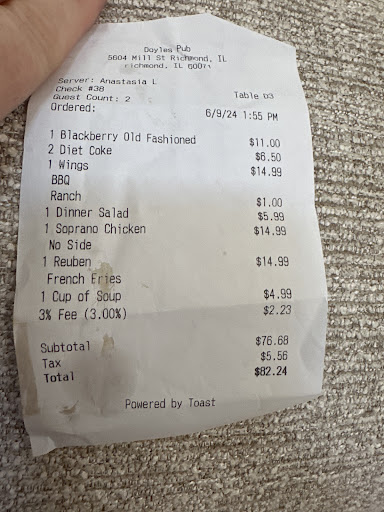 Doyles Pub
5604 Mill St Richmond, IL
richmond, IL 60071
Server: Anastasia L
Check #38
Guest Count: 2
Table D3
Ordered:
6/9/24 1:55 PM
1 Blackberry Old Fashioned $11.00
2 Diet Coke $6.50
1 Wings $14.99
BBQ
Ranch $1.00
1 Dinner Salad $5.99
1 Soprano Chicken $14.99
No Side
1 Reuben $14.99
French Fries
1 Cup of Soup $4.99
3% Fee (3.00%) $2.23
Subtotal $76.68
Tax $5.56
Total $82.24
Powered by Toast